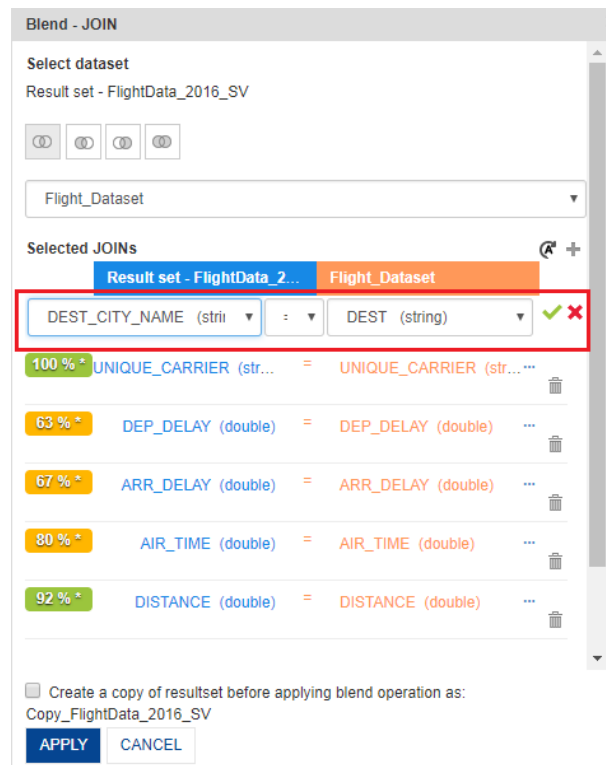 Blend - JOIN
Select dataset
Result set - FlightData_2016_SV
Flight_Dataset
Selected JOINs
Result set - FlightData_2... Flight_Dataset
DEST_CITY_NAME (strin = DEST (string)
100 % * UNIQUE_CARRIER (str... = UNIQUE_CARRIER (str... ...
63 % * DEP_DELAY (double) = DEP_DELAY (double) ...
67 % * ARR_DELAY (double) = ARR_DELAY (double) ...
80 % * AIR_TIME (double) = AIR_TIME (double) ...
92 % * DISTANCE (double) = DISTANCE (double) ...
Create a copy of resultset before applying blend operation as:
Copy_FlightData_2016_SV
APPLY CANCEL